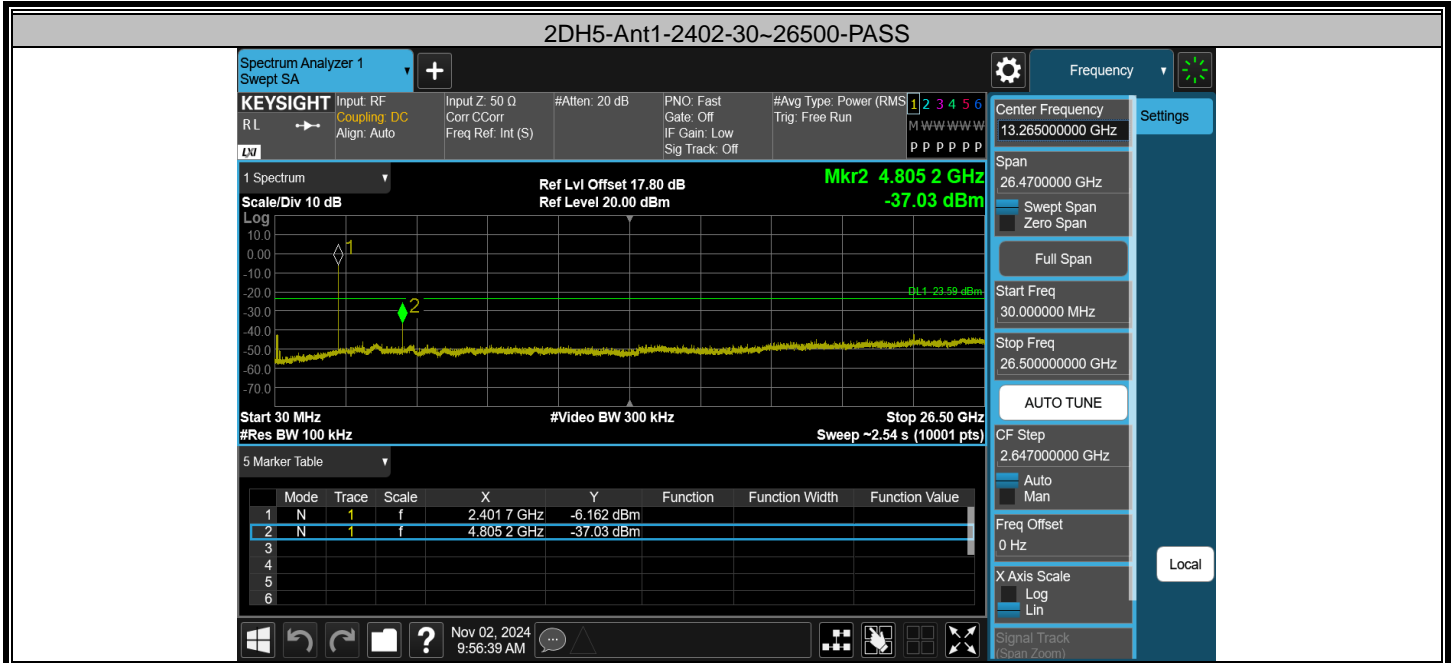 2DH5-Ant1-2402-30~26500-PASS
Spectrum Analyzer 1
Swept SA
Frequency
KEYSIGHT
RL
LXI
Input: RF
Coupling: DC
Align: Auto
Input Z: 50 Ω
Corr CCorr
Freq Ref: Int (S)
#Atten: 20 dB
PNO: Fast
Gate: Off
IF Gain: Low
Sig Track: Off
#Avg Type: Power (RMS
Trig: Free Run
1 2 3 4 5 6
M W W W W W
P P P P P P
1 Spectrum
Scale/Div 10 dB
Log
Ref Lvl Offset 17.80 dB
Ref Level 20.00 dBm
Mkr2 4.805 2 GHz
-37.03 dBm
10.0
0.00
-10.0
-20.0
-30.0
-40.0
-50.0
-60.0
-70.0
1
2
DL1 -23.59 dBm
Start 30 MHz
#Res BW 100 kHz
#Video BW 300 kHz
Stop 26.50 GHz
Sweep ~2.54 s (10001 pts)
5 Marker Table
Mode Trace Scale X Y Function Function Width Function Value
1 N 1 f 2.401 7 GHz -6.162 dBm
2 N 1 f 4.805 2 GHz -37.03 dBm
3
4
5
6
Nov 02, 2024
9:56:39 AM
Center Frequency
13.265000000 GHz
Span
26.4700000 GHz
Swept Span
Zero Span
Full Span
Start Freq
30.000000 MHz
Stop Freq
26.500000000 GHz
AUTO TUNE
CF Step
2.647000000 GHz
Auto
Man
Freq Offset
0 Hz
X Axis Scale
Log
Lin
Signal Track
(Span Zoom)
Settings
Local